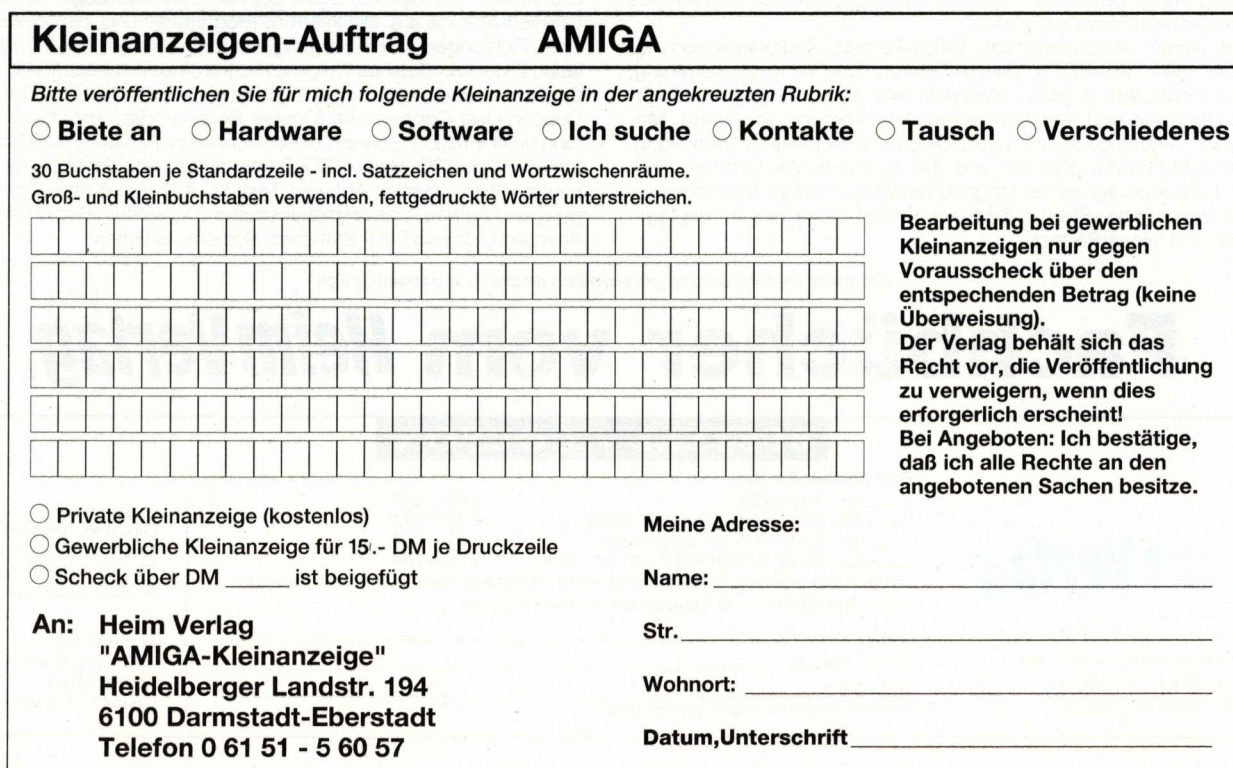 Kleinanzeigen-Auftrag AMIGA
Bitte veröffentlichen Sie für mich folgende Kleinanzeige in der angekreuzten Rubrik:
Biete an Hardware Software Ich suche Kontakte Tausch Verschiedenes
30 Buchstaben je Standardzeile - incl. Satzzeichen und Wortzwischenräume.
Groß- und Kleinbuchstaben verwenden, fettgedruckte Wörter unterstreichen.
Bearbeitung bei gewerblichen
Kleinanzeigen nur gegen
Vorausscheck über den
entspechenden Betrag (keine
Überweisung).
Der Verlag behält sich das
Recht vor, die Veröffentlichung
zu verweigern, wenn dies
erforgerlich erscheint!
Bei Angeboten: Ich bestätige,
daß ich alle Rechte an den
angebotenen Sachen besitze.
Private Kleinanzeige (kostenlos)
Gewerbliche Kleinanzeige für 15.- DM je Druckzeile
Scheck über DM ____ ist beigefügt
An: Heim Verlag
"AMIGA-Kleinanzeige"
Heidelberger Landstr. 194
6100 Darmstadt-Eberstadt
Telefon 0 61 51 - 5 60 57
Meine Adresse:
Name:
Str.
Wohnort:
Datum,Unterschrift